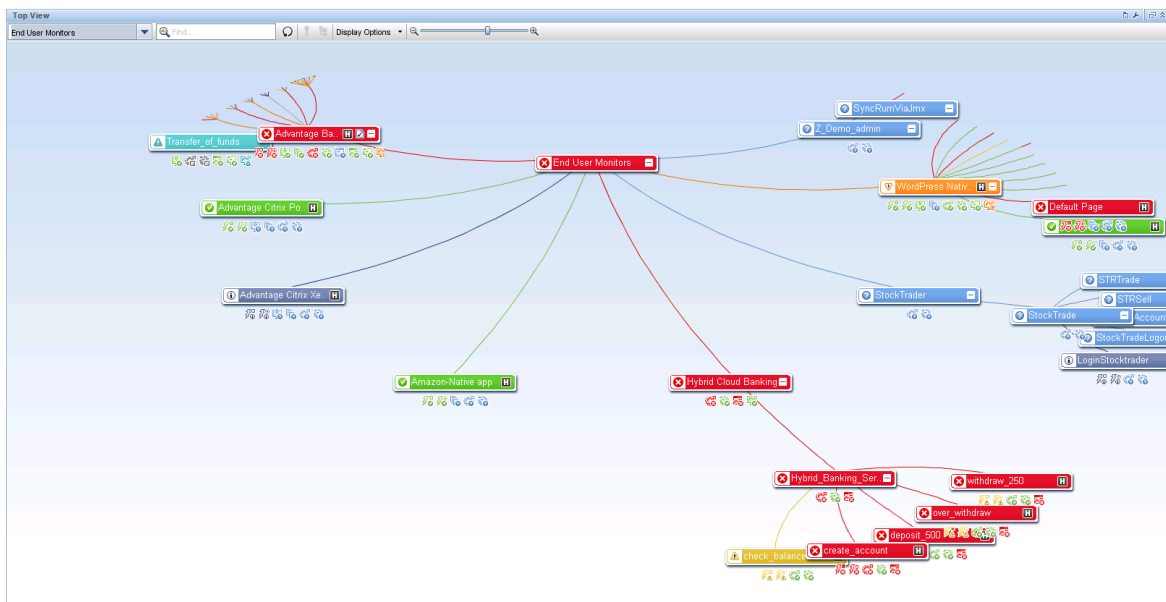 Top View
End User Monitors
Find...
Display Options
SyncRumViaJmx
Z_Demo_admin
Advantage Ba..
H
Transfer_of_funds
End User Monitors
WordPress Nativ..
H
Advantage Citrix Po..
H
Default Page
H
H
STRTrade
Advantage Citrix Xe..
H
StockTrader
STRSell
StockTrade
Account
StockTradeLogou
LoginStocktrader
Amazon-Native app
H
Hybrid Cloud Banking
Hybrid_Banking_Ser..
withdraw_250
H
over_withdraw
H
deposit_500
create_account
H
check_balance